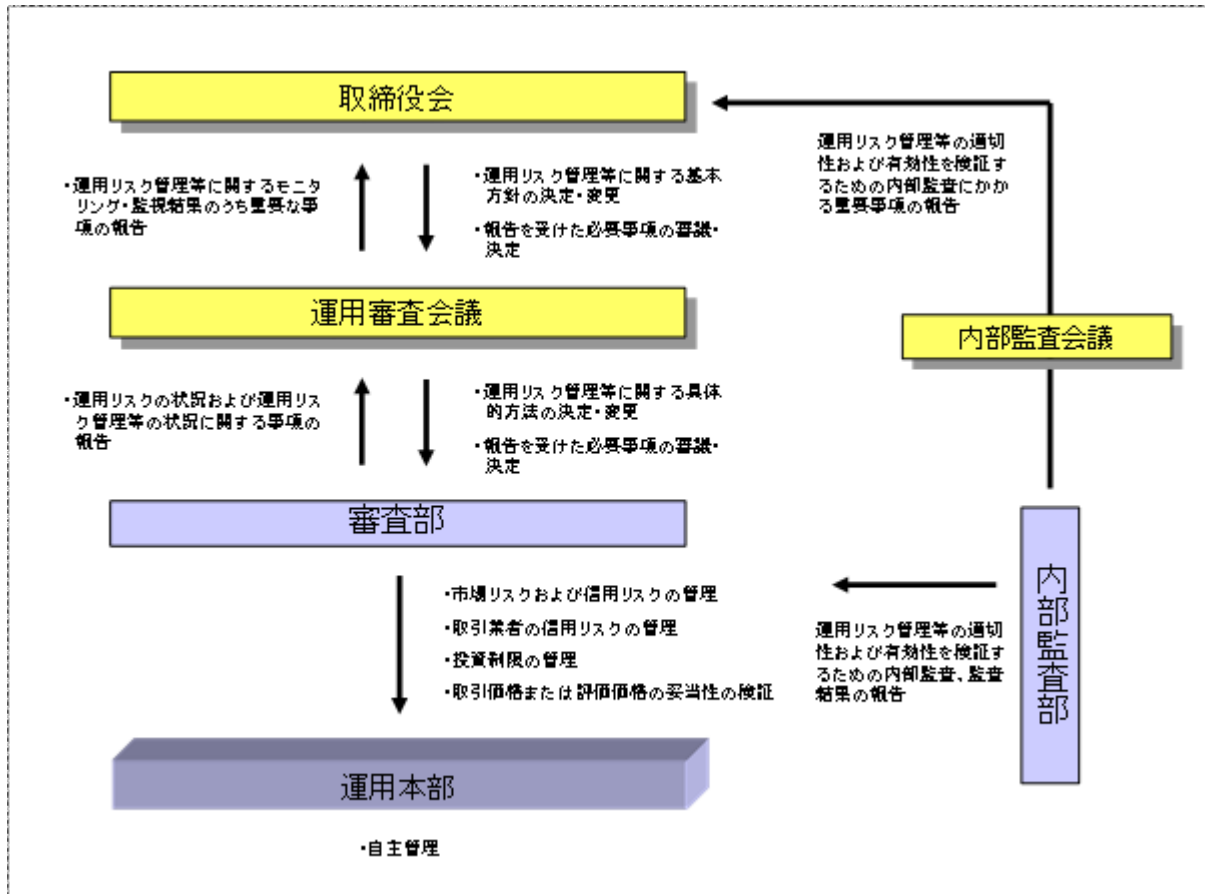 取締役会
・運用リスク管理等に関するモニタ
リング・監視結果のうち重要な事
項の報告
・運用リスク管理等に関する基本
方針の決定・変更
・報告を受けた必要事項の審議・
決定
運用リスク管理等の適切
性および有効性を検証す
るための内部監査にかか
る重要事項の報告
運用審査会議
内部監査会議
・運用リスクの状況および運用リス
ク管理等の状況に関する事項の
報告
・運用リスク管理等に関する具体
的方法の決定・変更
・報告を受けた必要事項の審議・
決定
審査部
・市場リスクおよび信用リスクの管理
・取引業者の信用リスクの管理
・投資制限の管理
・取引価格または評価価格の妥当性の検証
運用リスク管理等の適切
性および有効性を検証す
るための内部監査、監査
結果の報告
内部監査部
運用本部
・自主管理